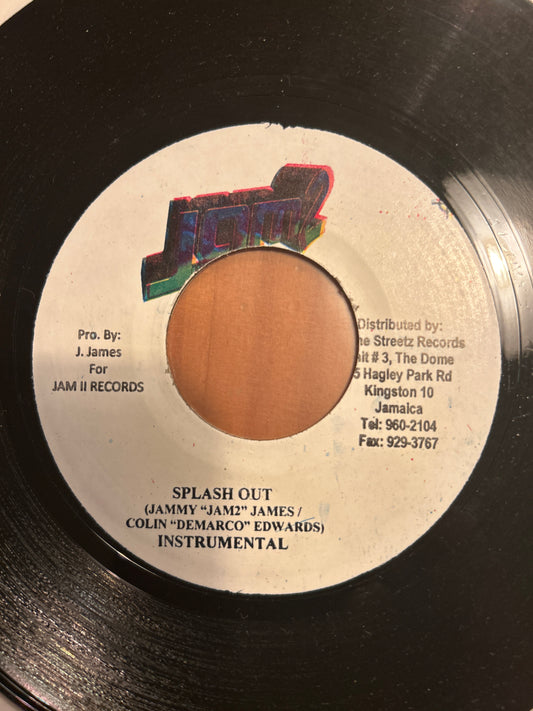 Jam2
Pro. By:
J. James
For
JAM II RECORDS
Distributed by:
Streetz Records
# 3, The Dome
Hagley Park Rd
Kingston 10
Jamaica
Tel: 960-2104
Fax: 929-3767
SPLASH OUT
(JAMMY “JAM2” JAMES /
COLIN “DEMARCO” EDWARDS)
INSTRUMENTAL